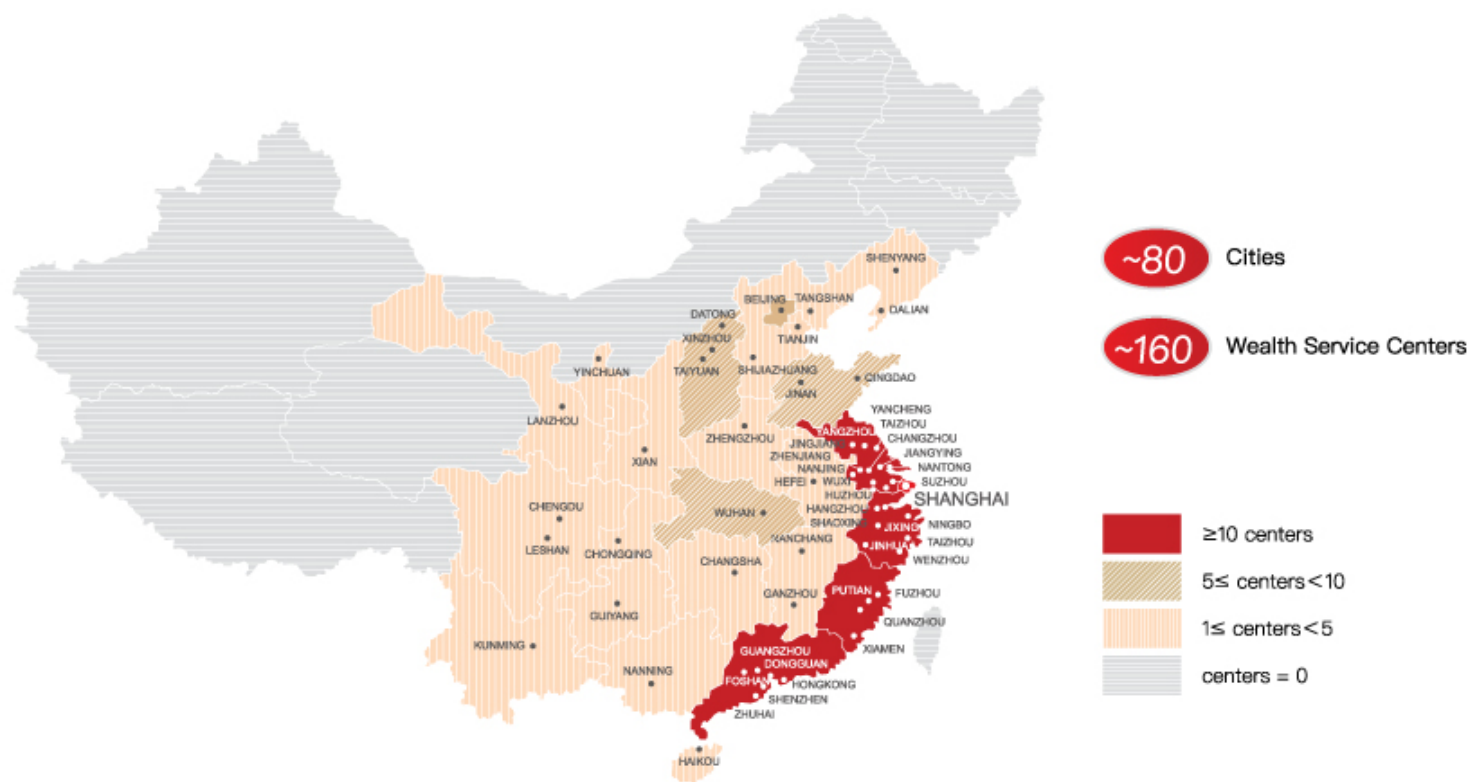 SHENYANG
BEIJING
TANGSHAN
DALIAN
DATONG
TIANJIN
XINZHOU
TAIYUAN
SHIJIAZHUANG
YINCHUAN
JINAN
QINGDAO
LANZHOU
ZHENGZHOU
XIAN
YANCHENG
TAIZHOU
YANGZHOU
CHANGZHOU
JINGJIANG
JIANGYING
ZHENJIANG
NANTONG
NANJING
SUZHOU
HEFEI
WUXI
SHANGHAI
HUZHOU
HANGZHOU
SHAOXING
JIXING
NINGBO
JINHUA
TAIZHOU
WENZHOU
CHENGDU
WUHAN
LESHAN
CHONGQING
NANCHANG
CHANGSHA
GANZHOU
PUTIAN
FUZHOU
GUIYANG
QUANZHOU
XIAMEN
KUNMING
NANNING
GUANGZHOU
DONGGUAN
FOSHAN
HONGKONG
SHENZHEN
ZHUHAI
HAIKOU
~80 Cities
~160 Wealth Service Centers
≥10 centers
5≤ centers<10
1≤ centers<5
centers = 0